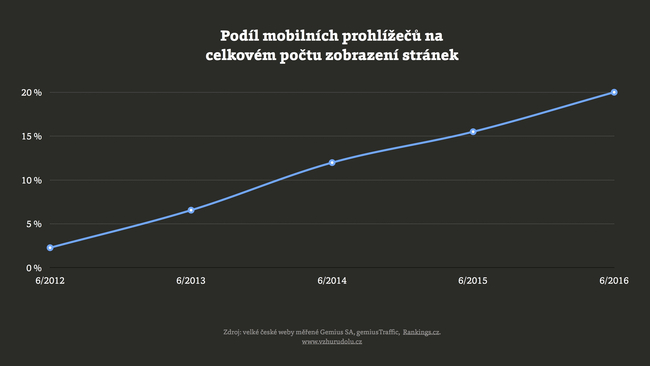 Podíl mobilních prohlížečů na
celkovém počtu zobrazení stránek
20 %
15 %
10 %
5 %
0 %
6/2012 6/2013 6/2014 6/2015 6/2016
Zdroj: velké české weby měřené Gemius SA, gemiusTraffic, Rankings.cz.
www.vzhurudolu.cz